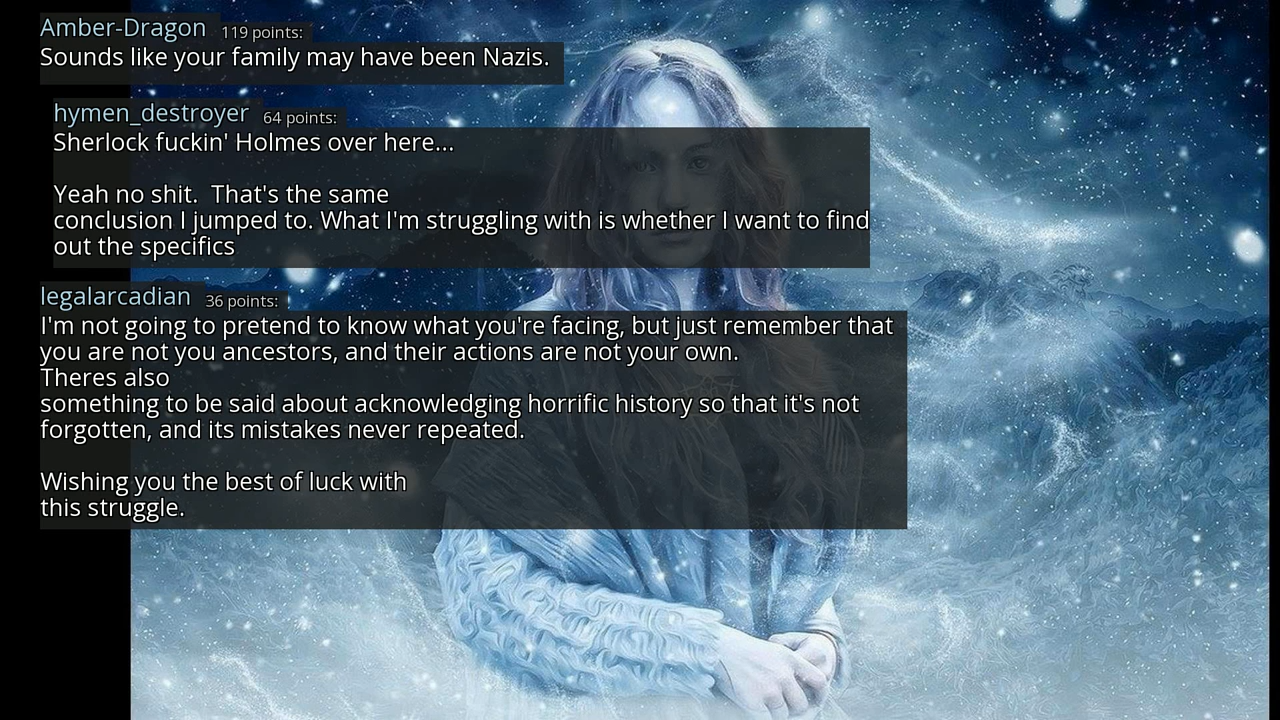 Amber-Dragon 119 points:
Sounds like your family may have been Nazis.
hymen_destroyer 64 points:
Sherlock fuckin' Holmes over here...
Yeah no shit.  That's the same
conclusion I jumped to. What I'm struggling with is whether I want to find
out the specifics
legalarcadian 36 points:
I'm not going to pretend to know what you're facing, but just remember that
you are not you ancestors, and their actions are not your own.
Theres also
something to be said about acknowledging horrific history so that it's not
forgotten, and its mistakes never repeated.
Wishing you the best of luck with
this struggle.